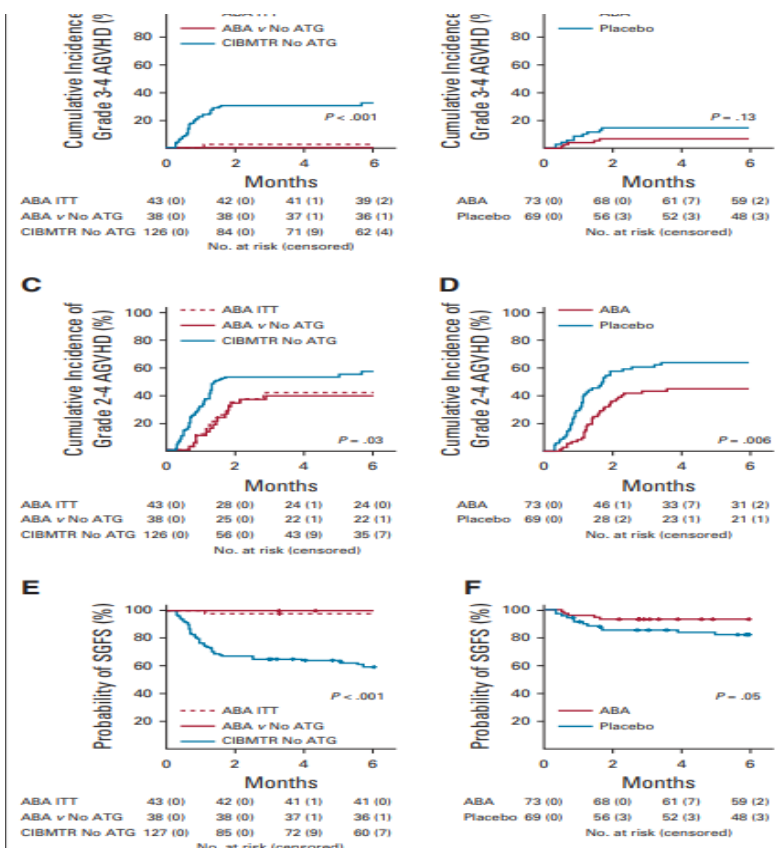 Cumulative Incidence of
Grade 3-4 AGVHD (%
80
60
40
20
ABA v No ATG
CIBMTR No ATG
P < .001
0 2 4 6
Months
ABA ITT 43 (0) 42 (0) 41 (1) 39 (2)
ABA v No ATG 38 (0) 38 (0) 37 (1) 36 (1)
CIBMTR No ATG 126 (0) 84 (0) 71 (9) 62 (4)
No. at risk (censored)
Cumulative Incidence
Grade 3-4 AGVHD (%
80
60
40
20
Placebo
P = .13
0 2 4 6
Months
ABA 73 (0) 68 (0) 61 (7) 59 (2)
Placebo 69 (0) 56 (3) 52 (3) 48 (3)
No. at risk (censored)
C
Cumulative Incidence of
Grade 2-4 AGVHD (%)
100
80
60
40
20
ABA ITT
ABA v No ATG
CIBMTR No ATG
P = .03
0 2 4 6
Months
ABA ITT 43 (0) 28 (0) 24 (1) 24 (0)
ABA v No ATG 38 (0) 25 (0) 22 (1) 22 (1)
CIBMTR No ATG 126 (0) 56 (0) 43 (9) 35 (7)
No. at risk (censored)
D
Cumulative Incidence of
Grade 2-4 AGVHD (%)
100
80
60
40
20
ABA
Placebo
P = .006
0 2 4 6
Months
ABA 73 (0) 46 (1) 33 (7) 31 (2)
Placebo 69 (0) 28 (2) 23 (1) 21 (1)
No. at risk (censored)
E
Probability of SGFS (%)
100
80
60
40
20
ABA ITT
ABA v No ATG
CIBMTR No ATG
P < .001
0 2 4 6
Months
ABA ITT 43 (0) 42 (0) 41 (1) 41 (0)
ABA v No ATG 38 (0) 38 (0) 37 (1) 36 (1)
CIBMTR No ATG 127 (0) 85 (0) 72 (9) 60 (7)
No. at risk (censored)
F
Probability of SGFS (%)
100
80
60
40
20
ABA
Placebo
P = .05
0 2 4 6
Months
ABA 73 (0) 68 (0) 61 (7) 59 (2)
Placebo 69 (0) 56 (3) 52 (3) 48 (3)
No. at risk (censored)